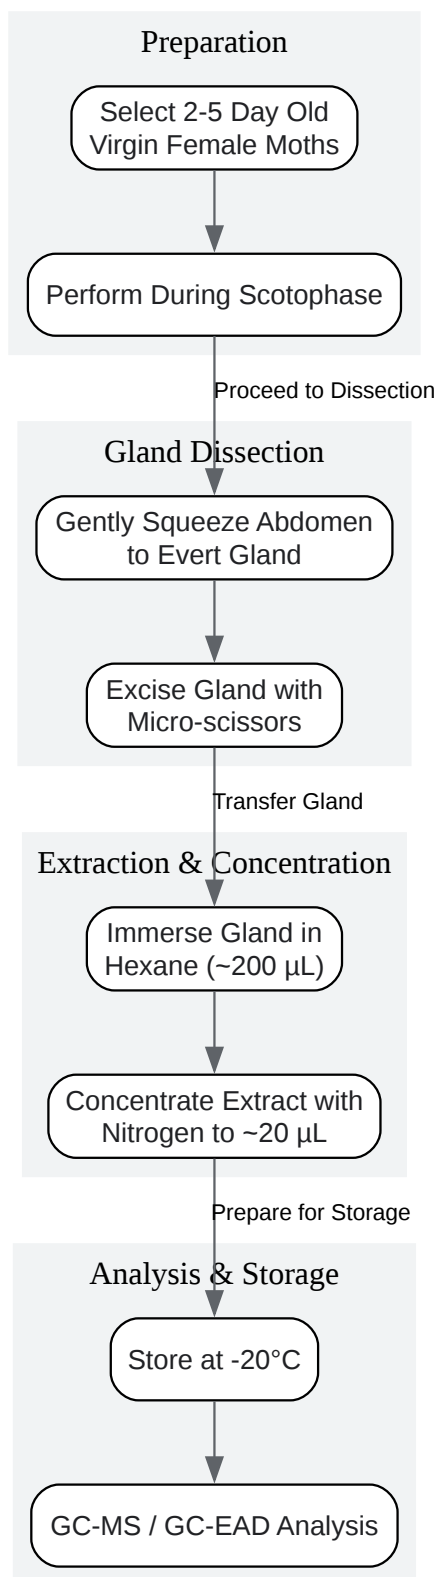 Preparation
Select 2-5 Day Old
Virgin Female Moths
Perform During Scotophase
Proceed to Dissection
Gland Dissection
Gently Squeeze Abdomen
to Evert Gland
Excise Gland with
Micro-scissors
Transfer Gland
Extraction & Concentration
Immerse Gland in
Hexane (~200 µL)
Concentrate Extract with
Nitrogen to ~20 µL
Prepare for Storage
Analysis & Storage
Store at -20°C
GC-MS / GC-EAD Analysis